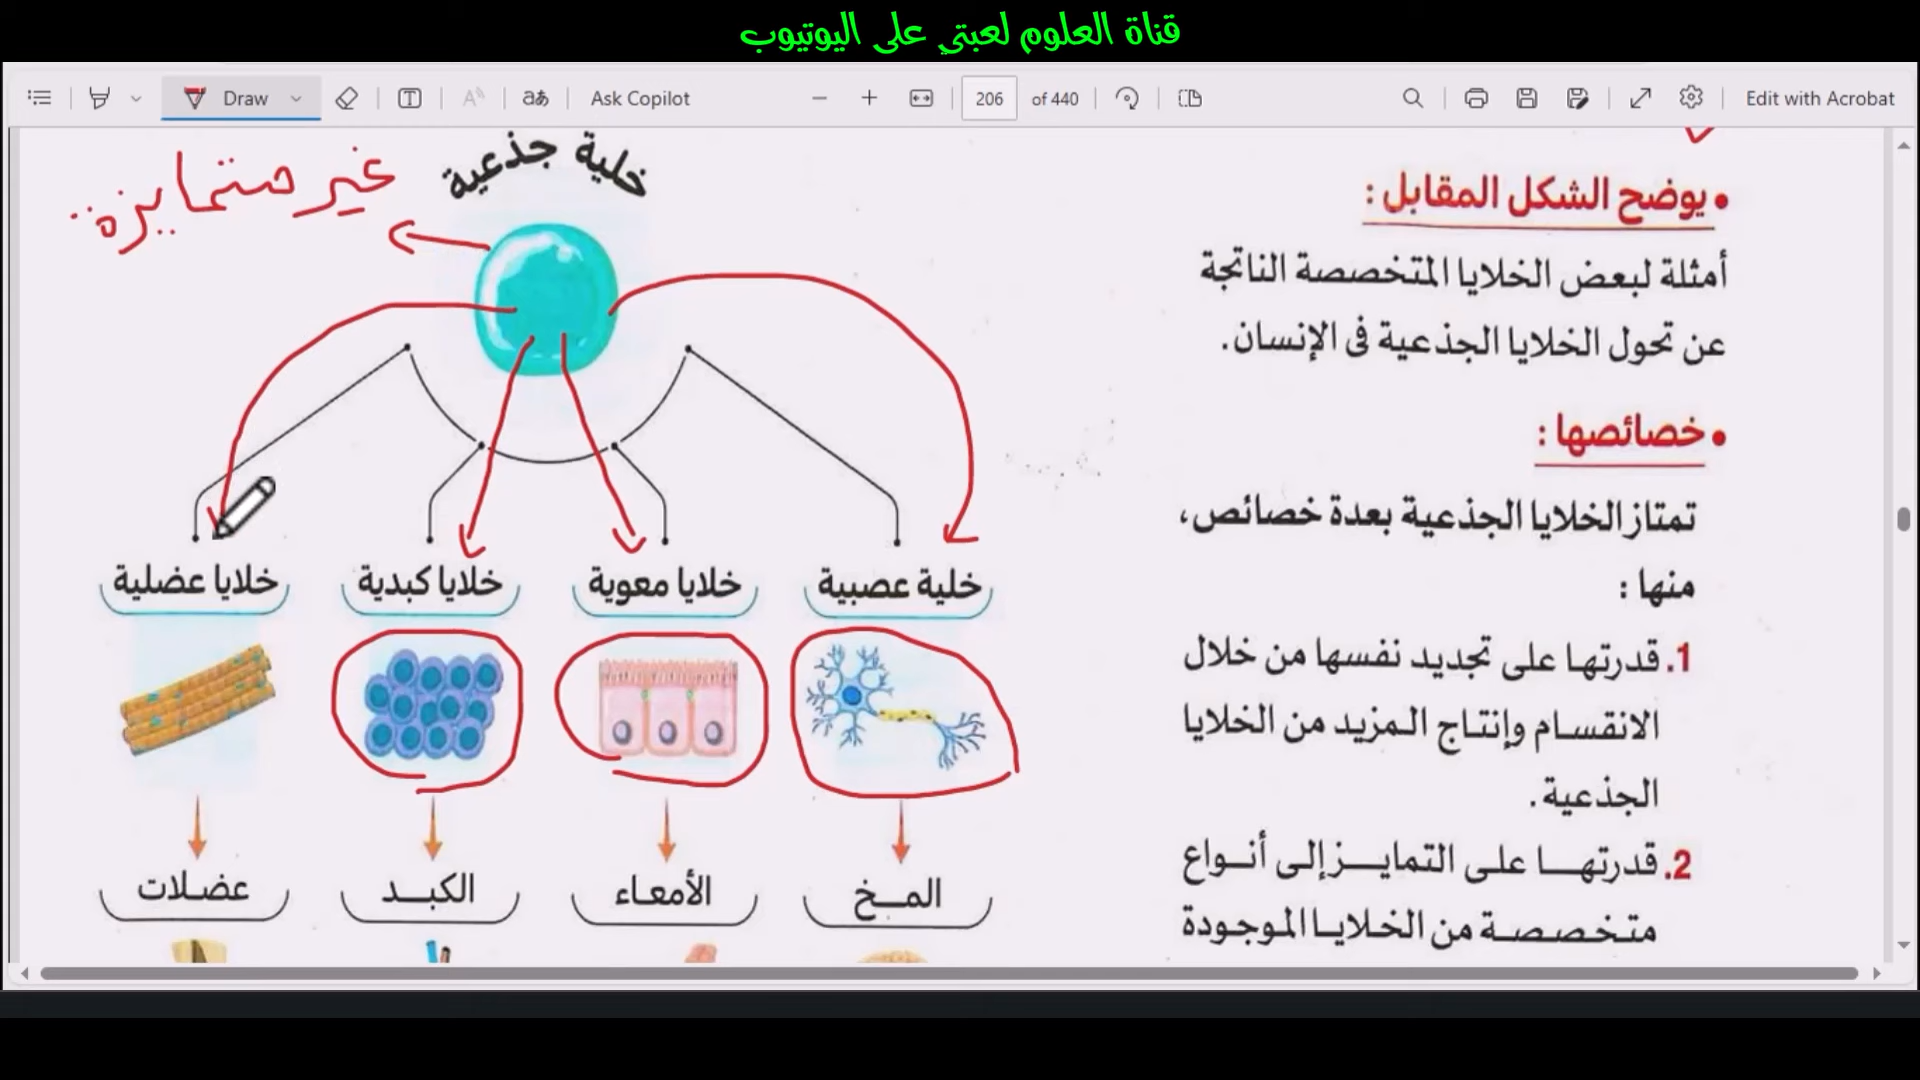 قناة العلوم لعبتي على اليوتيوب
Draw
Ask Copilot
206 of 440
Edit with Acrobat
• يوضح الشكل المقابل :
أمثلة لبعض الخلايا المتخصصة الناتجة
عن تحول الخلايا الجذعية فى الإنسان.
• خصائصها :
تمتاز الخلايا الجذعية بعدة خصائص،
منها :
1. قدرتها على تجديد نفسها من خلال
الانقسام وإنتاج المزيد من الخلايا
الجذعية.
2. قدرتها على التمايز إلى أنواع
متخصصة من الخلايا الموجودة
خلية جذعية
غير متمايزة
خلية عصبية
خلايا معوية
خلايا كبدية
خلايا عضلية
المخ
الأمعاء
الكبد
عضلات